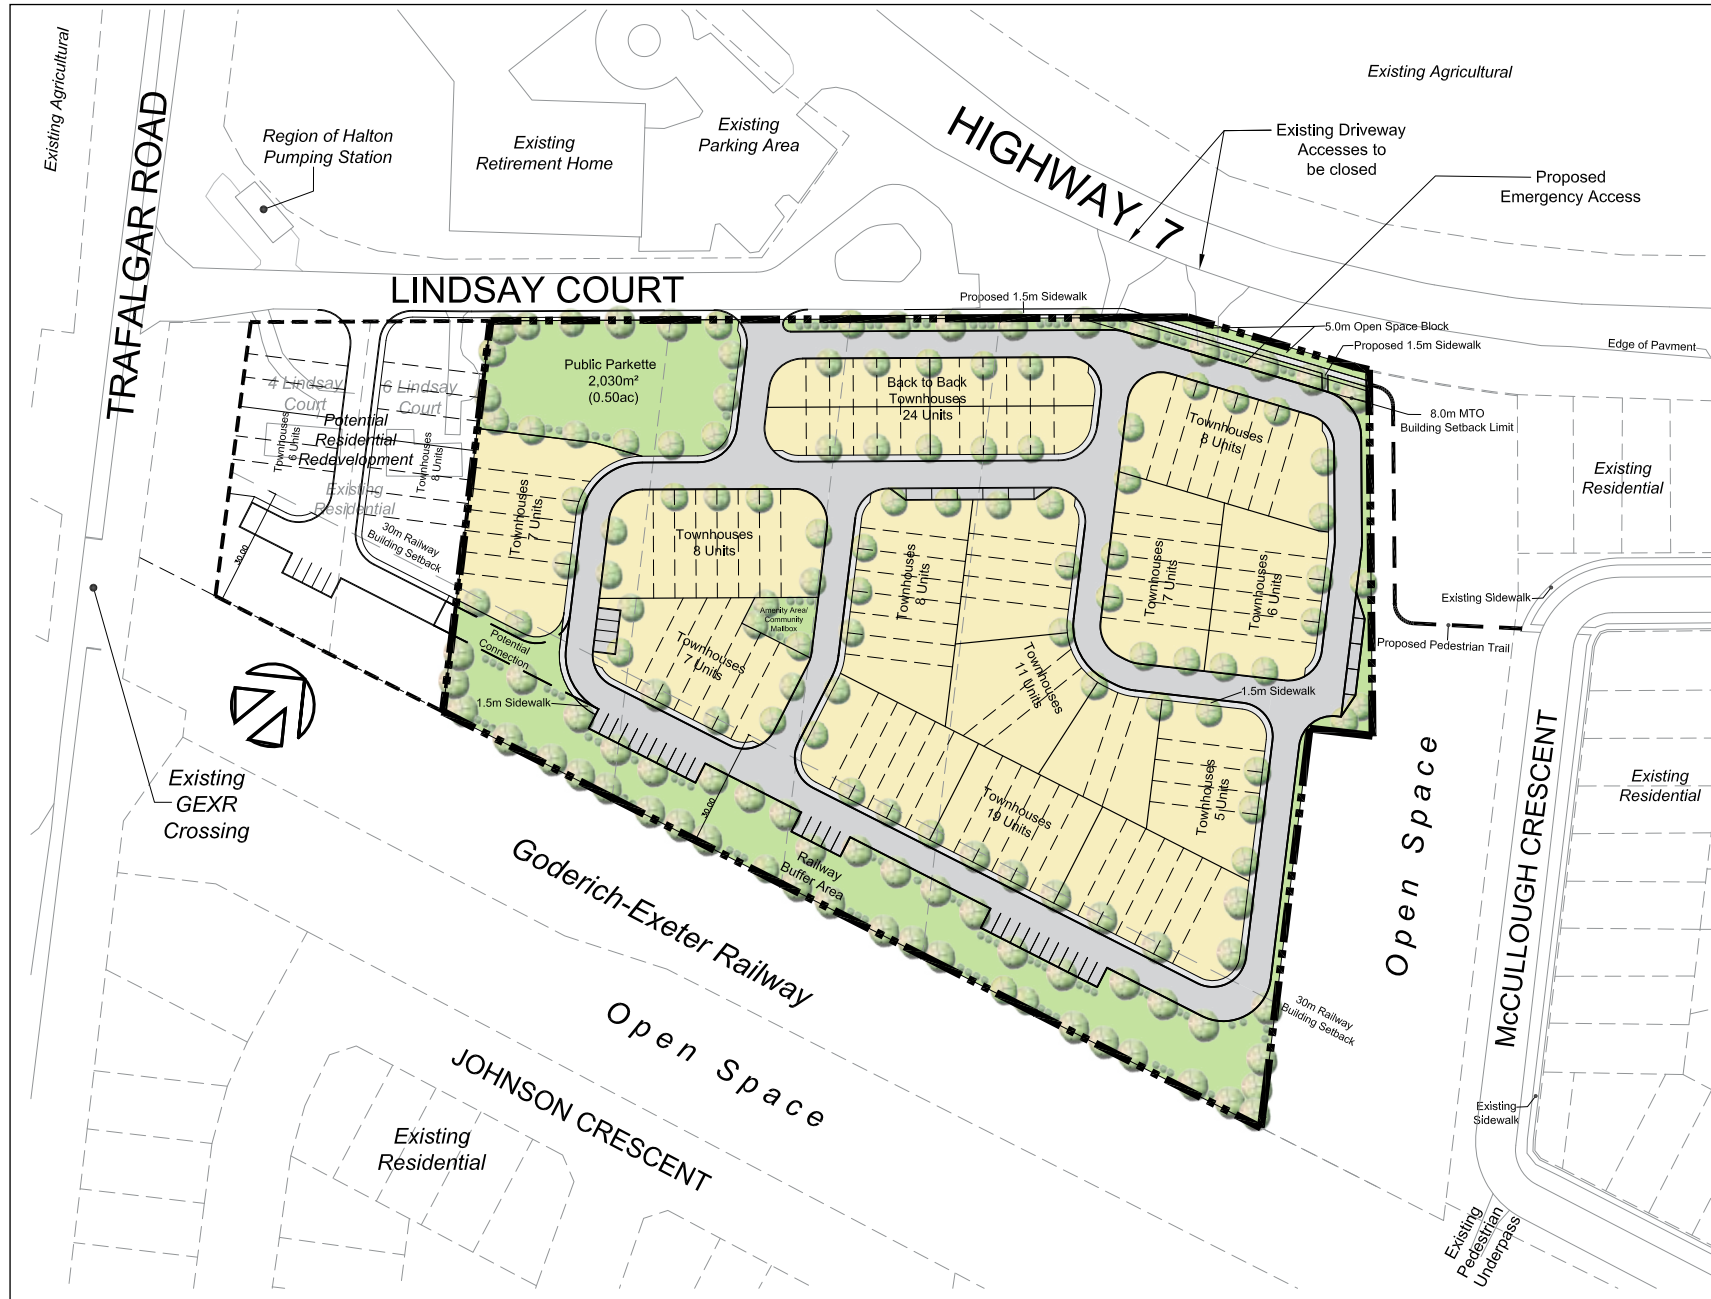 Existing Agricultural
TRAFALGAR ROAD
Region of Halton
Pumping Station
Existing
Retirement Home
Existing
Parking Area
HIGHWAY 7
Existing Agricultural
Existing Driveway
Accesses to
be closed
Proposed
Emergency Access
LINDSAY COURT
Proposed 1.5m Sidewalk
5.0m Open Space Block
Proposed 1.5m Sidewalk
Edge of Pavment
8.0m MTO
Building Setback Limit
Existing
Residential
4 Lindsay
Court
6 Lindsay
Court
Potential
Residential
Redevelopment
Townhouses
6 Units
Townhouses
8 Units
Existing
Residential
30m Railway
Building Setback
30.00
Public Parkette
2,030m²
(0.50ac)
Back to Back
Townhouses
24 Units
Townhouses
8 Units
Townhouses
7 Units
Townhouses
8 Units
Townhouses
8 Units
Townhouses
7 Units
Townhouses
6 Units
Amenity Area/
Community
Mailbox
Townhouses
7 Units
Townhouses
11 Units
Townhouses
19 Units
Townhouses
5 Units
Potential
Connection
1.5m Sidewalk
1.5m Sidewalk
30.00
Railway
Buffer Area
30m Railway
Building Setback
Existing Sidewalk
Proposed Pedestrian Trail
Existing
GEXR
Crossing
Goderich-Exeter Railway
Open Space
Open Space
McCULLOUGH CRESCENT
Existing
Residential
JOHNSON CRESCENT
Existing
Residential
Existing
Sidewalk
Existing
Pedestrian
Underpass